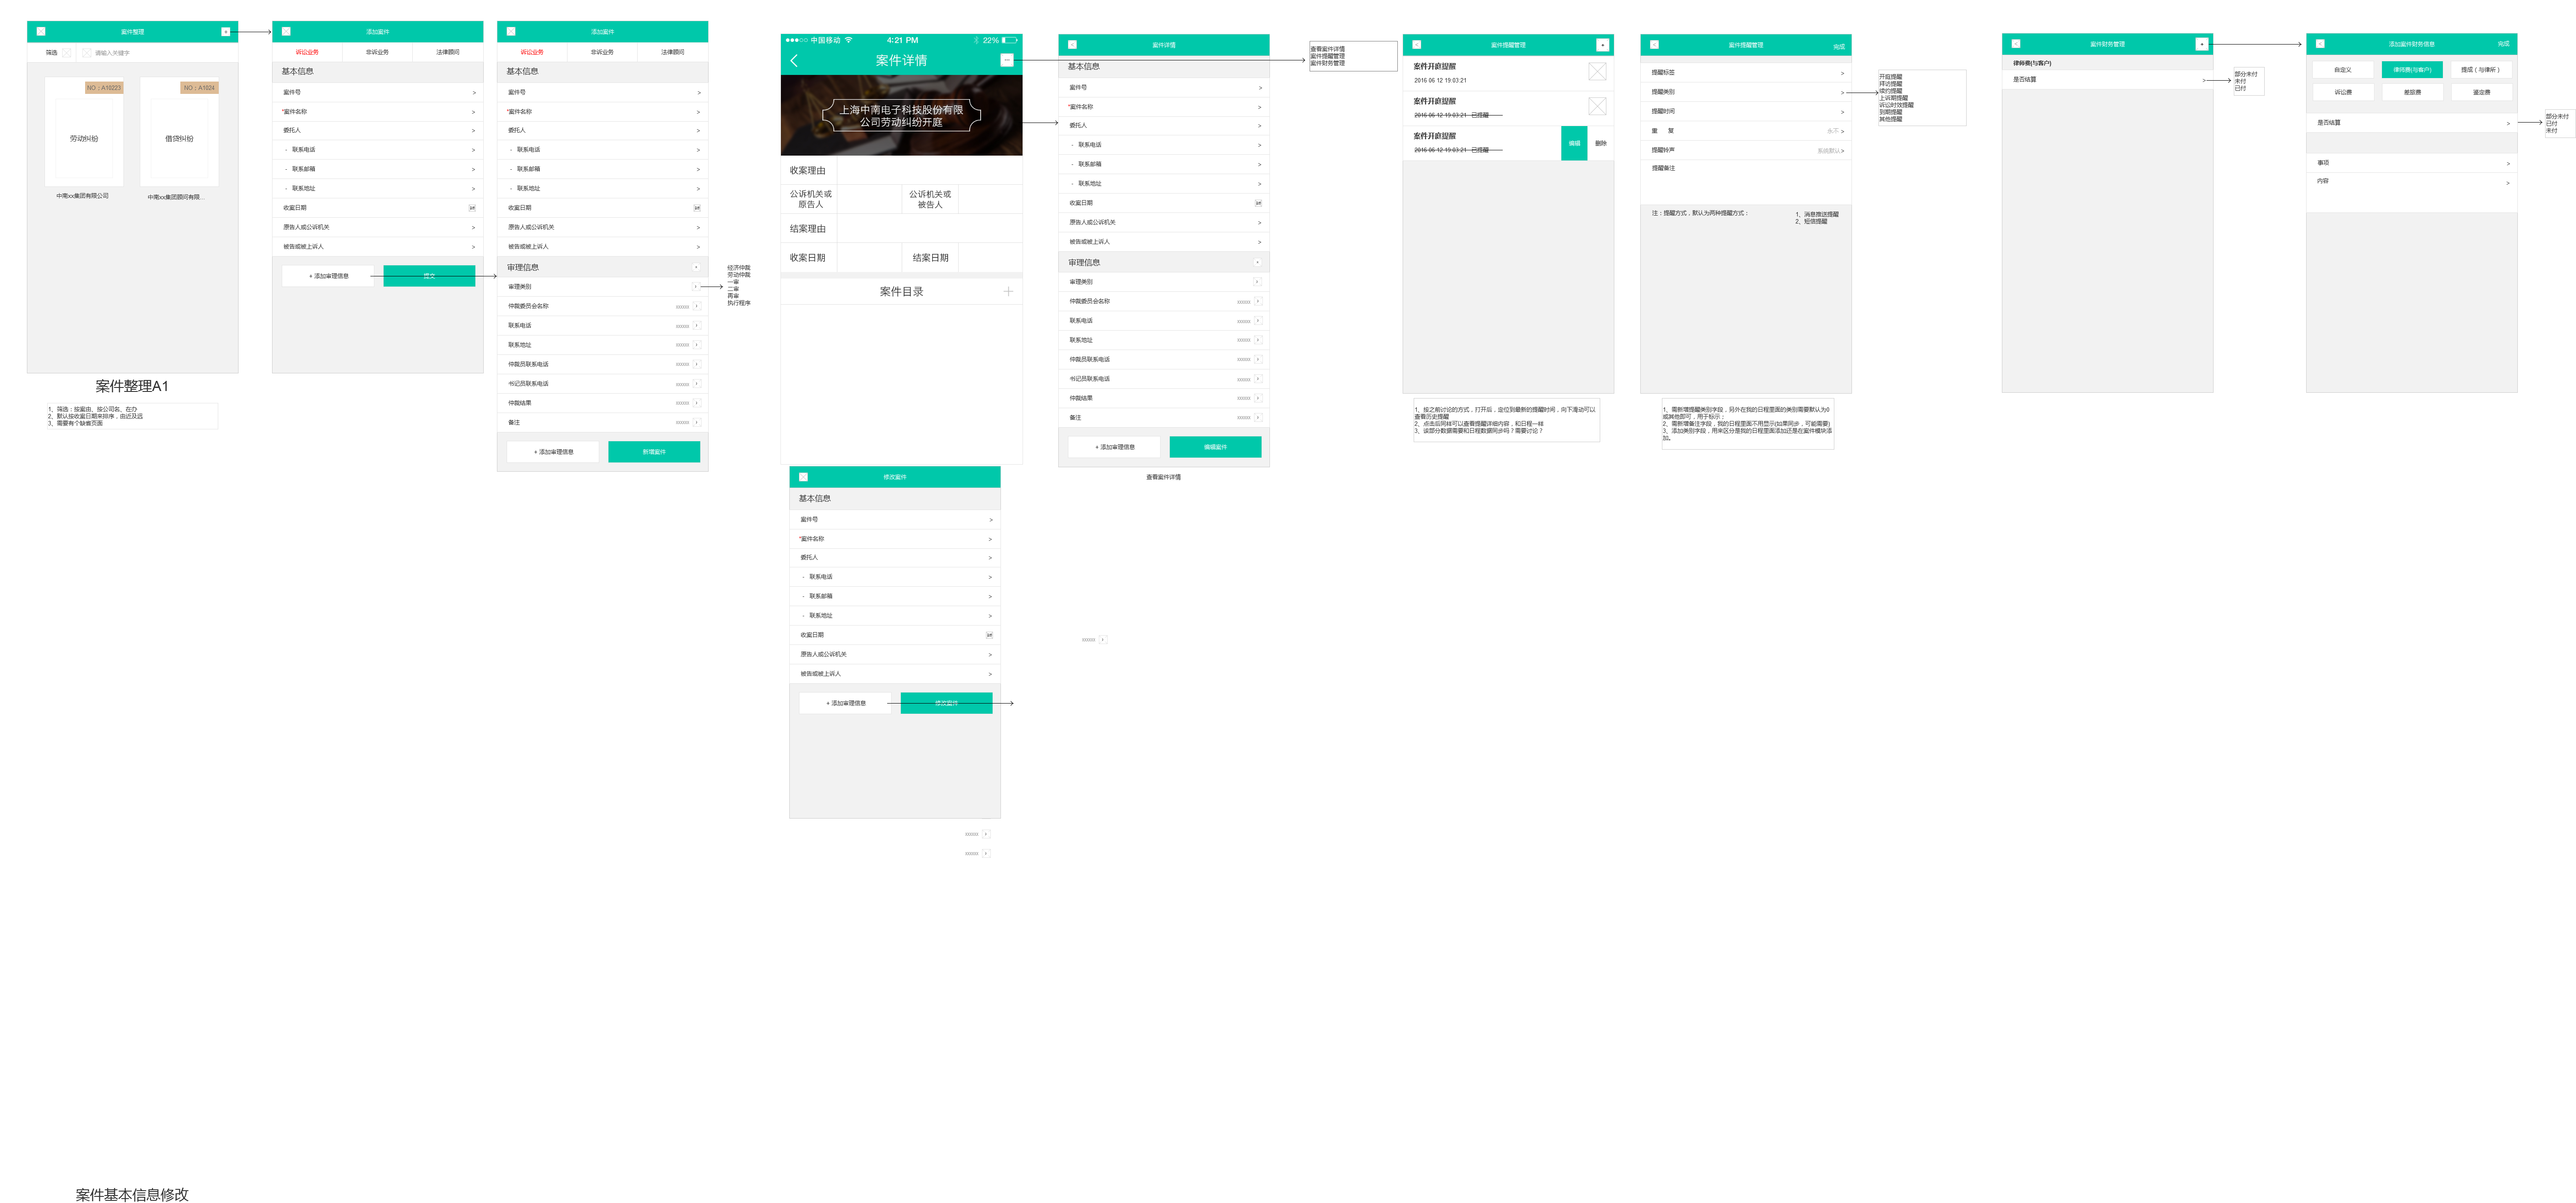 案件整理
筛选
请输入关键字
NO：A10223
劳动纠纷
中南xx集团有限公司
NO：A1024
借贷纠纷
中南xx集团顾问有限...
案件整理A1
1、筛选：按案由、按公司名、在办
2、默认按收案日期来排序，由近及远
3、需要有个缺省页面
添加案件
诉讼业务 非诉业务 法律顾问
基本信息
案件号 >
*案件名称 >
委托人 >
- 联系电话 >
- 联系邮箱 >
- 联系地址 >
收案日期
原告人或公诉机关 >
被告或被上诉人 >
+ 添加审理信息
提交
添加案件
诉讼业务 非诉业务 法律顾问
基本信息
案件号 >
*案件名称 >
委托人 >
- 联系电话 >
- 联系邮箱 >
- 联系地址 >
收案日期
原告人或公诉机关 >
被告或被上诉人 >
审理信息 +
审理类别 >
仲裁委员会名称 xxxxxx >
联系电话 xxxxxx >
联系地址 xxxxxx >
仲裁员联系电话 xxxxxx >
书记员联系电话 xxxxxx >
仲裁结果 xxxxxx >
备注 xxxxxx >
+ 添加审理信息
新增案件
经济仲裁
劳动仲裁
一审
二审
再审
执行程序
中国移动 4:21 PM 22%
案件详情
上海中南电子科技股份有限
公司劳动纠纷开庭
收案理由
公诉机关或
原告人
公诉机关或
被告人
结案理由
收案日期 结案日期
案件目录
修改案件
基本信息
案件号 >
*案件名称 >
委托人 >
- 联系电话 >
- 联系邮箱 >
- 联系地址 >
收案日期
原告人或公诉机关 >
被告或被上诉人 >
+ 添加审理信息
修改案件
xxxxxx >
xxxxxx >
案件详情
基本信息
案件号 >
*案件名称 >
委托人 >
- 联系电话 >
- 联系邮箱 >
- 联系地址 >
收案日期
原告人或公诉机关 >
被告或被上诉人 >
审理信息 +
审理类别 >
仲裁委员会名称 xxxxxx >
联系电话 xxxxxx >
联系地址 xxxxxx >
仲裁员联系电话 xxxxxx >
书记员联系电话 xxxxxx >
仲裁结果 xxxxxx >
备注 xxxxxx >
+ 添加审理信息
编辑案件
查看案件详情
xxxxxx >
查看案件详情
案件提醒管理
案件财务管理
案件提醒管理
案件开庭提醒
2016 06 12 19:03:21
案件开庭提醒
2016 06 12 19:03:21 已提醒
案件开庭提醒
2016 06 12 19:03:21 已提醒
编辑 删除
1、按之前讨论的方式，打开后，定位到最新的提醒时间，向下滑动可以
查看历史提醒
2、点击后同样可以查看提醒详细内容，和日程一样
3、该部分数据需要和日程数据同步吗？需要讨论？
案件提醒管理 完成
提醒标签 >
提醒类别 >
提醒时间 >
重 复 永不 >
提醒铃声 系统默认>
提醒备注
注：提醒方式，默认为两种提醒方式：
1、消息推送提醒
2、短信提醒
开庭提醒
拜访提醒
续约提醒
上诉期提醒
诉讼时效提醒
到期提醒
其他提醒
1、需新增提醒类别字段，另外在我的日程里面的类别需要默认为0
或其他即可，用于标示；
2、需新增备注字段，我的日程里面不用显示(如果同步，可能需要)
3、添加类别字段，用来区分是我的日程里面添加还是在案件模块添
加。
案件财务管理
律师费(与客户)
是否结算 >
部分未付
未付
已付
添加案件财务信息 完成
自定义 律师费(与客户) 提成（与律所）
诉讼费 差旅费 鉴定费
是否结算 >
事项 >
内容 >
部分未付
已付
未付
案件基本信息修改